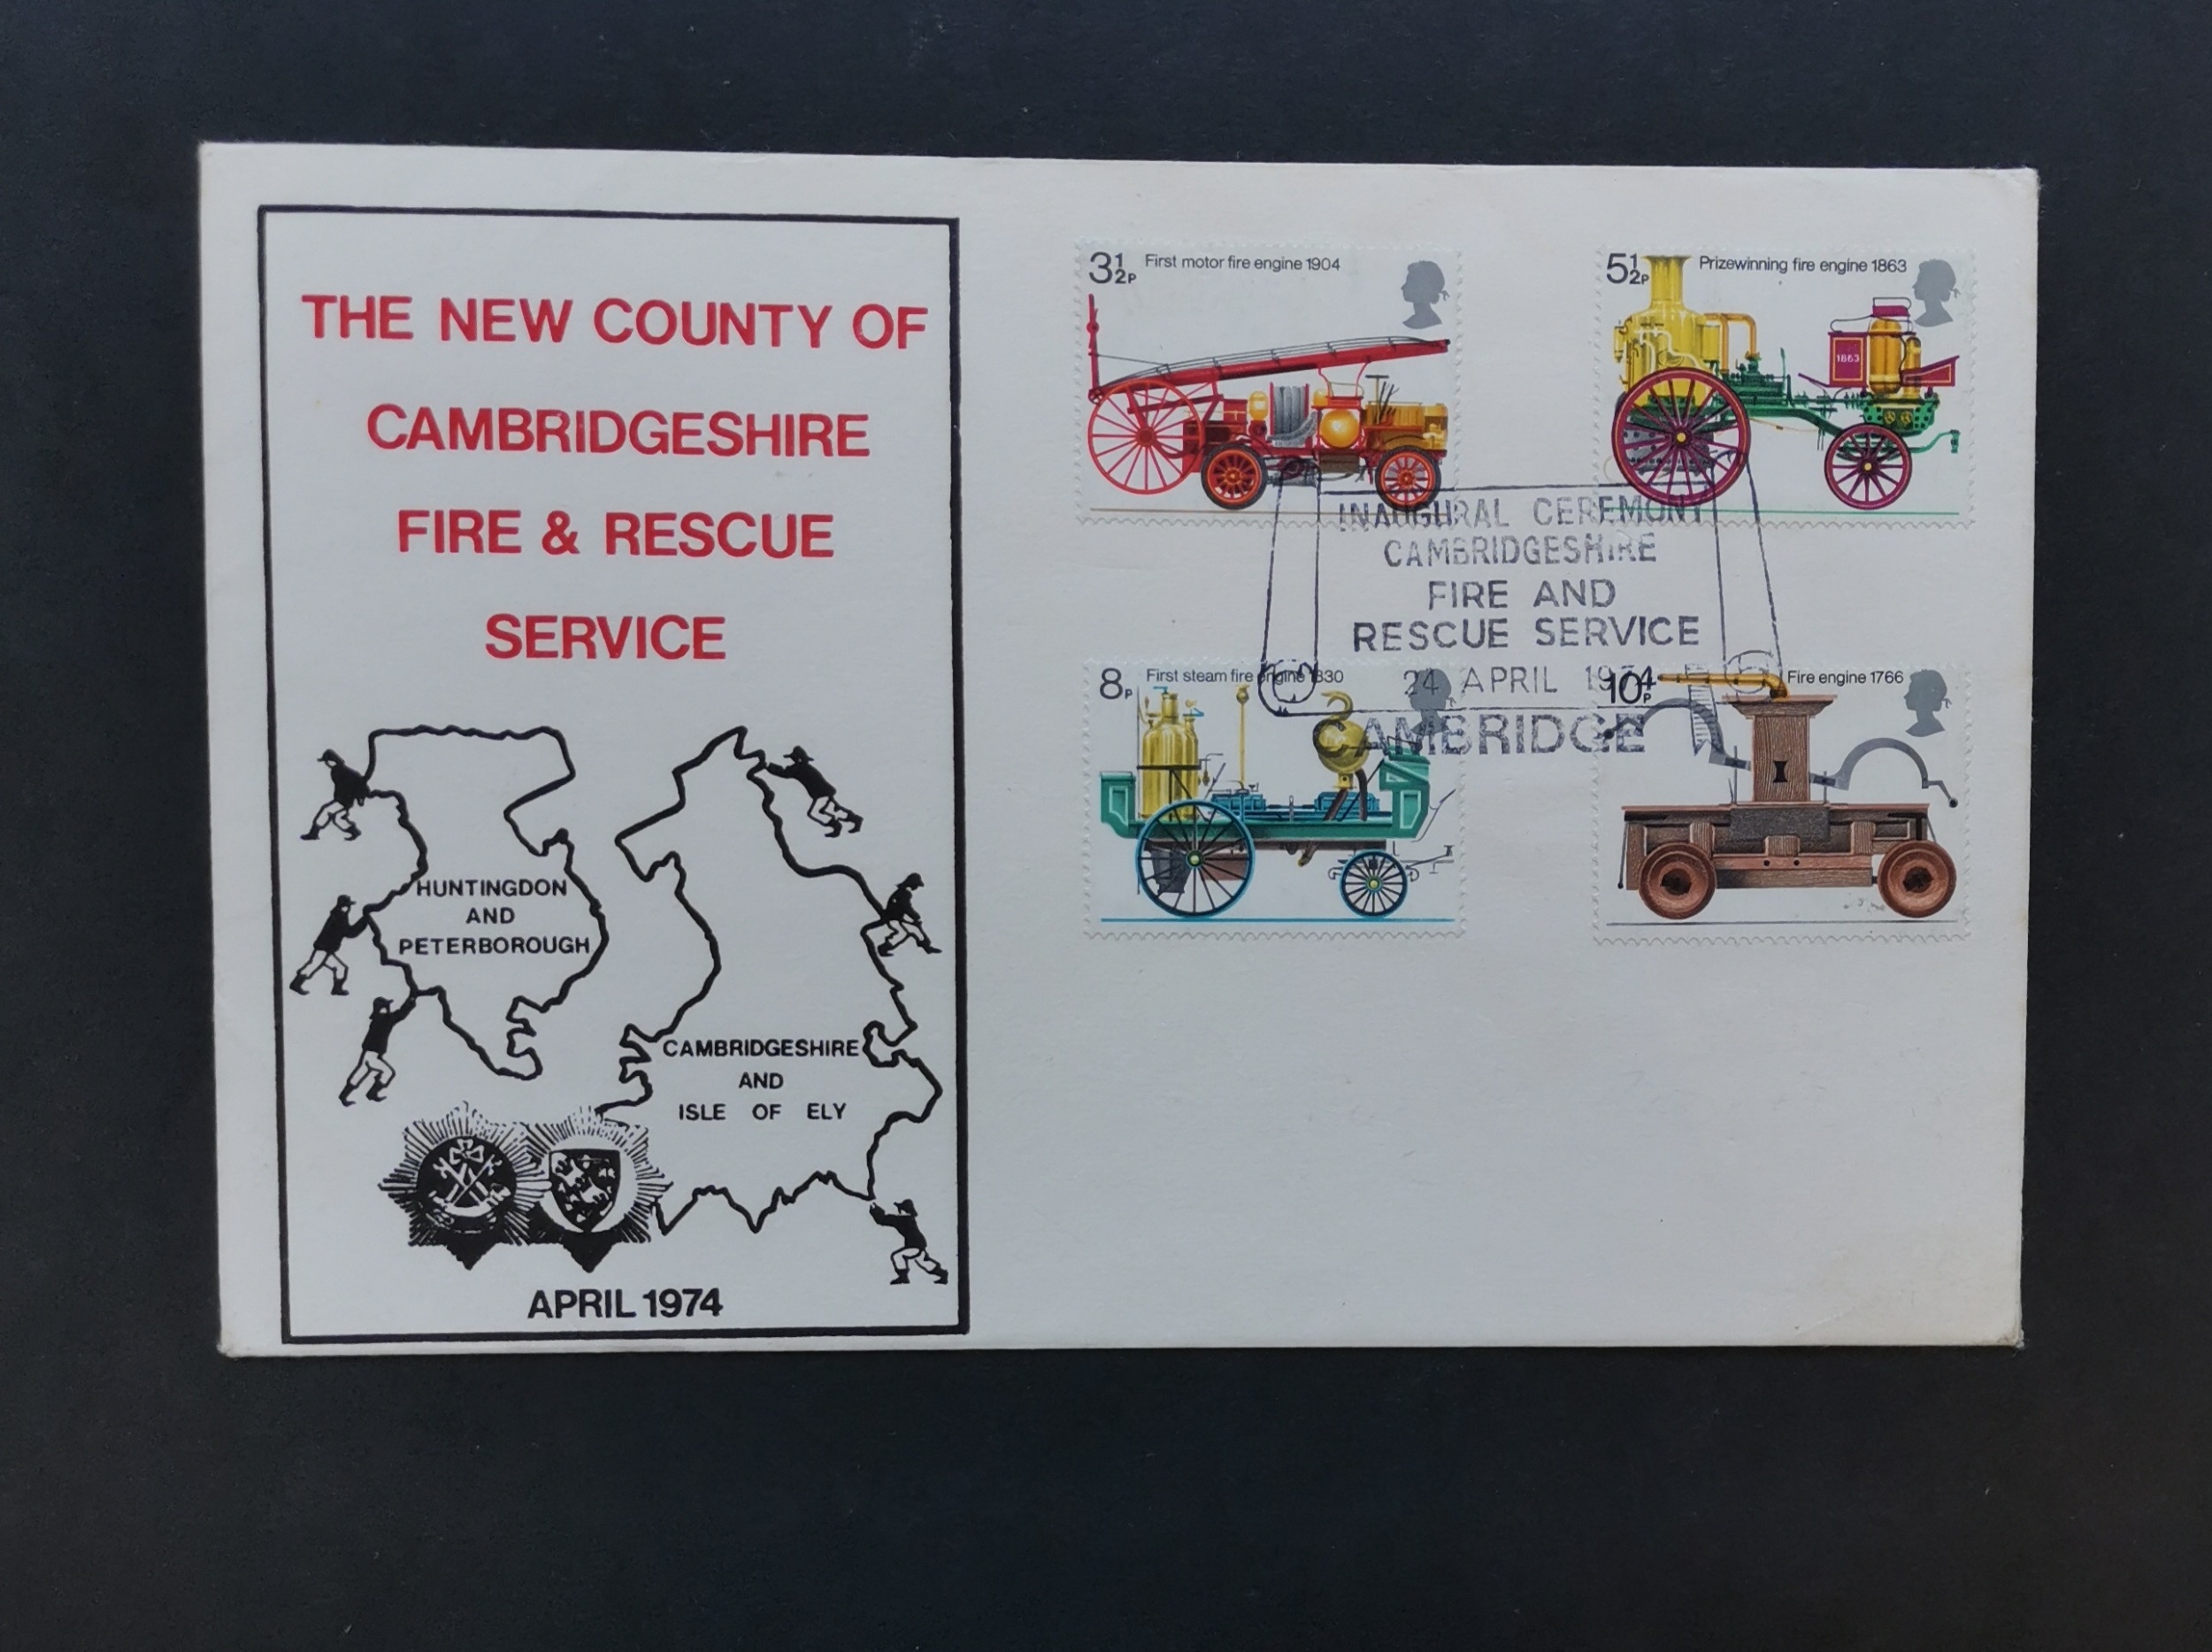 THE NEW COUNTY OF
CAMBRIDGESHIRE
FIRE & RESCUE
SERVICE
HUNTINGDON
AND
PETERBOROUGH
CAMBRIDGESHIRE
AND
ISLE OF ELY
APRIL 1974
3½P First motor fire engine 1904
5½P Prizewinning fire engine 1863
1863
INAUGURAL CEREMONY
CAMBRIDGESHIRE
FIRE AND
RESCUE SERVICE
24 APRIL 1974
CAMBRIDGE
8P First steam fire engine 1830
10P Fire engine 1766